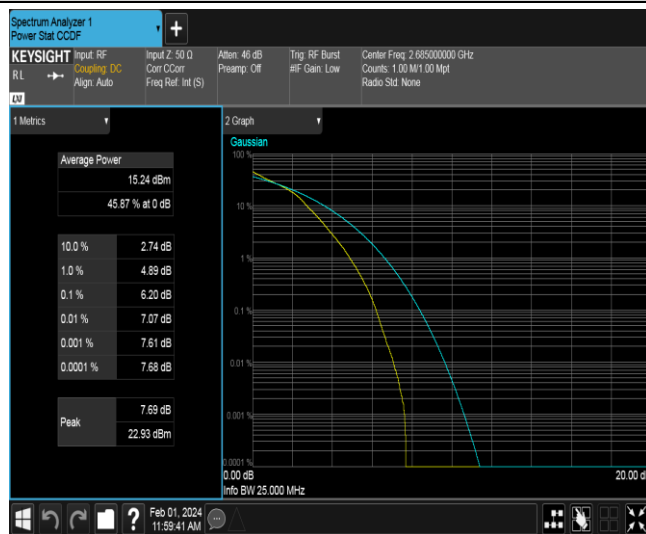 Spectrum Analyzer 1
Power Stat CCDF
+
KEYSIGHT
RL
LXI
Input: RF
Coupling: DC
Align: Auto
Input Z: 50 Ω
Corr CCorr
Freq Ref: Int (S)
Atten: 46 dB
Preamp: Off
Trig: RF Burst
#IF Gain: Low
Center Freq: 2.685000000 GHz
Counts: 1.00 M/1.00 Mpt
Radio Std: None
1 Metrics
Average Power
15.24 dBm
45.87 % at 0 dB
10.0 % 2.74 dB
1.0 % 4.89 dB
0.1 % 6.20 dB
0.01 % 7.07 dB
0.001 % 7.61 dB
0.0001 % 7.68 dB
Peak
7.69 dB
22.93 dBm
2 Graph
Gaussian
100 %
10 %
1 %
0.1 %
0.01 %
0.001 %
0.0001 %
0.00 dB
20.00 d
Info BW 25.000 MHz
?
Feb 01, 2024
11:59:41 AM